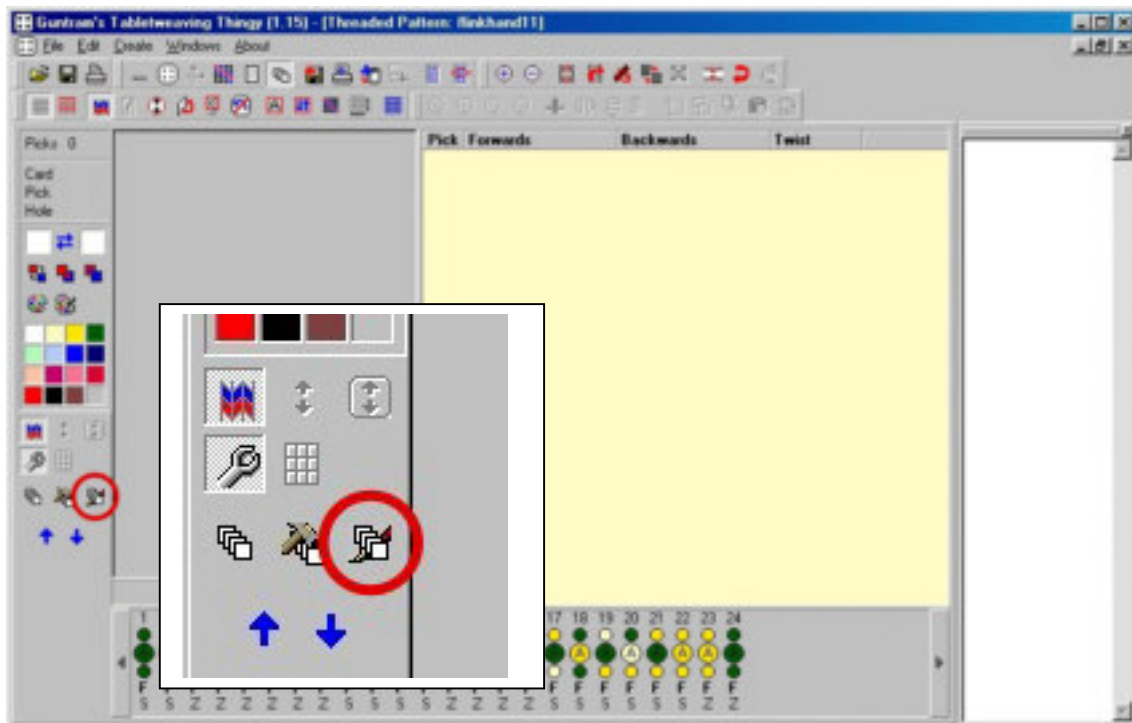 Guntram's Tabletweaving Thingy (1.15) - [Threaded Pattern: flinkhand11]
File Edit Create Windows About
Picks 0
Card
Pick
Hole
Pick Forwards Backwards Twist
1 17 18 19 20 21 22 23 24
A A A A
F F F F F F F F F
S S Z Z Z Z Z Z S S S S Z Z Z Z S S S S S S Z Z